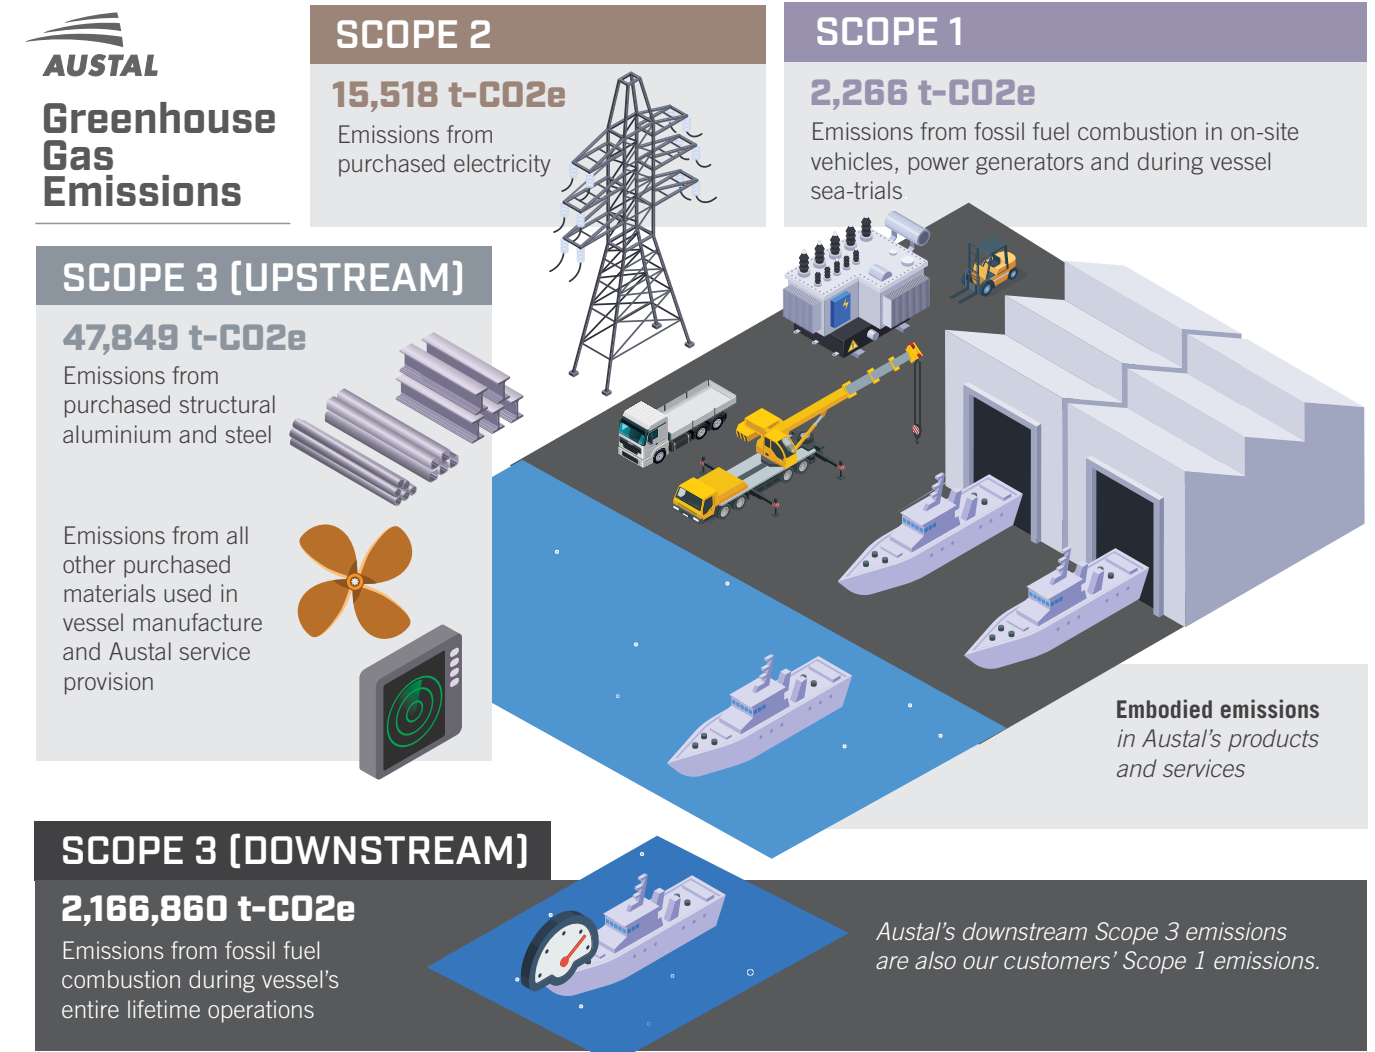 AUSTAL
Greenhouse
Gas
Emissions
SCOPE 2
15,518 t-CO2e
Emissions from
purchased electricity
SCOPE 1
2,266 t-CO2e
Emissions from fossil fuel combustion in on-site
vehicles, power generators and during vessel
sea-trials
SCOPE 3 (UPSTREAM)
47,849 t-CO2e
Emissions from
purchased structural
aluminium and steel
Emissions from all
other purchased
materials used in
vessel manufacture
and Austal service
provision
Embodied emissions
in Austal's products
and services
SCOPE 3 (DOWNSTREAM)
2,166,860 t-CO2e
Emissions from fossil fuel
combustion during vessel's
entire lifetime operations
Austal's downstream Scope 3 emissions
are also our customers' Scope 1 emissions.